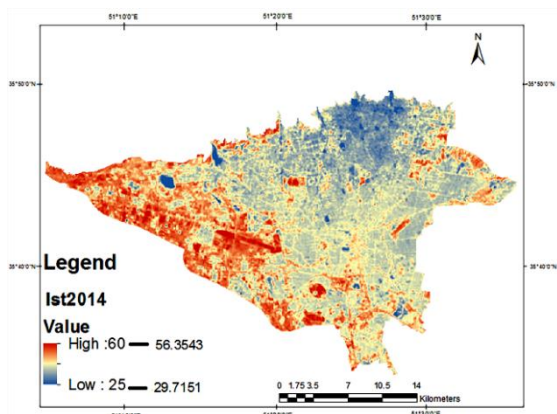 51°10'0"E 51°20'0"E 51°30'0"E
N
35°50'0"N 35°50'0"N
35°40'0"N 35°40'0"N
Legend
lst2014
Value
High :60 56.3543
Low : 25 29.7151
0 1.75 3.5 7 10.5 14
Kilometers